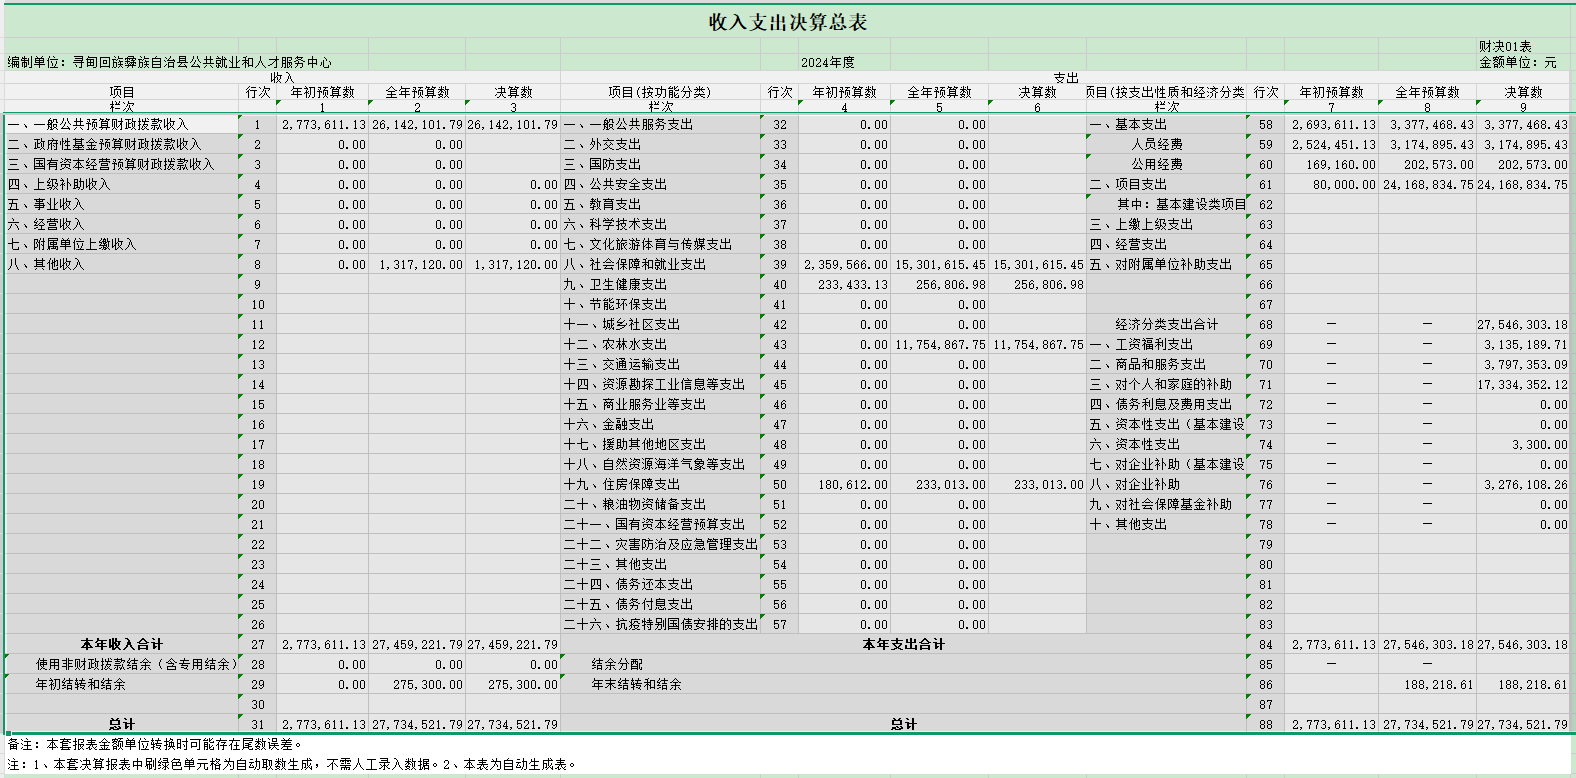 收入支出决算总表
财决01表
编制单位：寻甸回族彝族自治县公共就业和人才服务中心 2024年度 金额单位：元
收入 支出
项目 行次 年初预算数 全年预算数 决算数 项目(按功能分类) 行次 年初预算数 全年预算数 决算数 项目(按支出性质和经济分类 行次 年初预算数 全年预算数 决算数
栏次 1 2 3 栏次 4 5 6 栏次 7 8 9
一、一般公共预算财政拨款收入 1 2,773,611.13 26,142,101.79 26,142,101.79 一、一般公共服务支出 32 0.00 0.00 一、基本支出 58 2,693,611.13 3,377,468.43 3,377,468.43
二、政府性基金预算财政拨款收入 2 0.00 0.00 二、外交支出 33 0.00 0.00 人员经费 59 2,524,451.13 3,174,895.43 3,174,895.43
三、国有资本经营预算财政拨款收入 3 0.00 0.00 三、国防支出 34 0.00 0.00 公用经费 60 169,160.00 202,573.00 202,573.00
四、上级补助收入 4 0.00 0.00 0.00 四、公共安全支出 35 0.00 0.00 二、项目支出 61 80,000.00 24,168,834.75 24,168,834.75
五、事业收入 5 0.00 0.00 0.00 五、教育支出 36 0.00 0.00 其中：基本建设类项目 62
六、经营收入 6 0.00 0.00 0.00 六、科学技术支出 37 0.00 0.00 三、上缴上级支出 63
七、附属单位上缴收入 7 0.00 0.00 0.00 七、文化旅游体育与传媒支出 38 0.00 0.00 四、经营支出 64
八、其他收入 8 0.00 1,317,120.00 1,317,120.00 八、社会保障和就业支出 39 2,359,566.00 15,301,615.45 15,301,615.45 五、对附属单位补助支出 65
9 九、卫生健康支出 40 233,433.13 256,806.98 256,806.98 66
10 十、节能环保支出 41 0.00 0.00 67
11 十一、城乡社区支出 42 0.00 0.00 经济分类支出合计 68 — — 27,546,303.18
12 十二、农林水支出 43 0.00 11,754,867.75 11,754,867.75 一、工资福利支出 69 — — 3,135,189.71
13 十三、交通运输支出 44 0.00 0.00 二、商品和服务支出 70 — — 3,797,353.09
14 十四、资源勘探工业信息等支出 45 0.00 0.00 三、对个人和家庭的补助 71 — — 17,334,352.12
15 十五、商业服务业等支出 46 0.00 0.00 四、债务利息及费用支出 72 — — 0.00
16 十六、金融支出 47 0.00 0.00 五、资本性支出（基本建设 73 — — 0.00
17 十七、援助其他地区支出 48 0.00 0.00 六、资本性支出 74 — — 3,300.00
18 十八、自然资源海洋气象等支出 49 0.00 0.00 七、对企业补助（基本建设 75 — — 0.00
19 十九、住房保障支出 50 180,612.00 233,013.00 233,013.00 八、对企业补助 76 — — 3,276,108.26
20 二十、粮油物资储备支出 51 0.00 0.00 九、对社会保障基金补助 77 — — 0.00
21 二十一、国有资本经营预算支出 52 0.00 0.00 十、其他支出 78 — — 0.00
22 二十二、灾害防治及应急管理支出 53 0.00 0.00 79
23 二十三、其他支出 54 0.00 0.00 80
24 二十四、债务还本支出 55 0.00 0.00 81
25 二十五、债务付息支出 56 0.00 0.00 82
26 二十六、抗疫特别国债安排的支出 57 0.00 0.00 83
本年收入合计 27 2,773,611.13 27,459,221.79 27,459,221.79 本年支出合计 84 2,773,611.13 27,546,303.18 27,546,303.18
使用非财政拨款结余（含专用结余） 28 0.00 0.00 0.00 结余分配 85 — —
年初结转和结余 29 0.00 275,300.00 275,300.00 年末结转和结余 86 188,218.61 188,218.61
30 87
总计 31 2,773,611.13 27,734,521.79 27,734,521.79 总计 88 2,773,611.13 27,734,521.79 27,734,521.79
备注：本套报表金额单位转换时可能存在尾数误差。
注：1、本套决算报表中刷绿色单元格为自动取数生成，不需人工录入数据。2、本表为自动生成表。